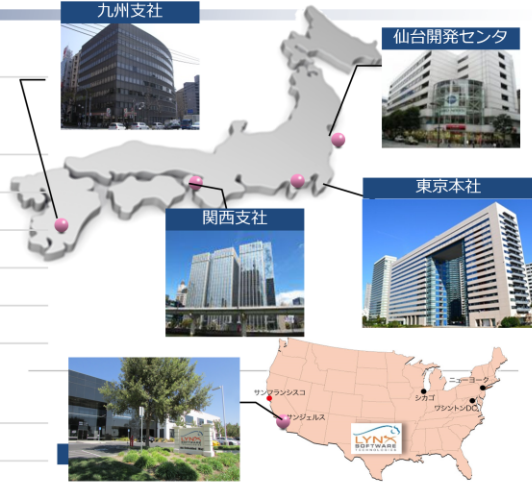 九州支社
仙台開発センタ
東京本社
関西支社
サンフランシスコ
ニューヨーク
シカゴ
ワシントンDC
ンジェルス
LYNX
SOFTWARE
TECHNOLOGIES